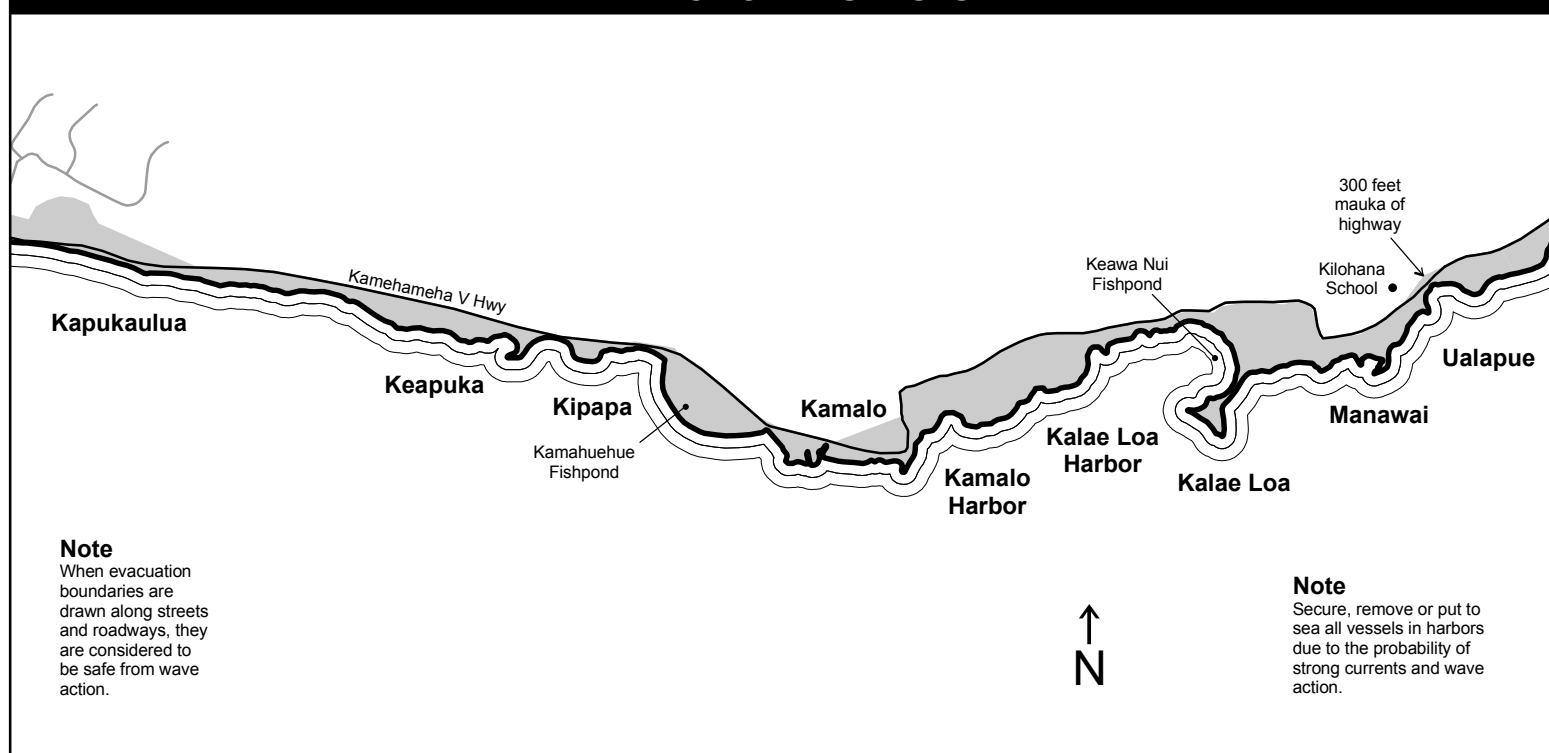 300 feet
mauka of
highway
Keawa Nui
Fishpond
Kilohana
School
Kamehameha V Hwy
Kapukaulua
Keapuka
Kipapa
Kamalo
Ualapue
Manawai
Kamahuehue
Fishpond
Kalae Loa
Harbor
Kamalo
Harbor
Kalae Loa
Note
When evacuation
boundaries are
drawn along streets
and roadways, they
are considered to
be safe from wave
action.
N
Note
Secure, remove or put to
sea all vessels in harbors
due to the probability of
strong currents and wave
action.